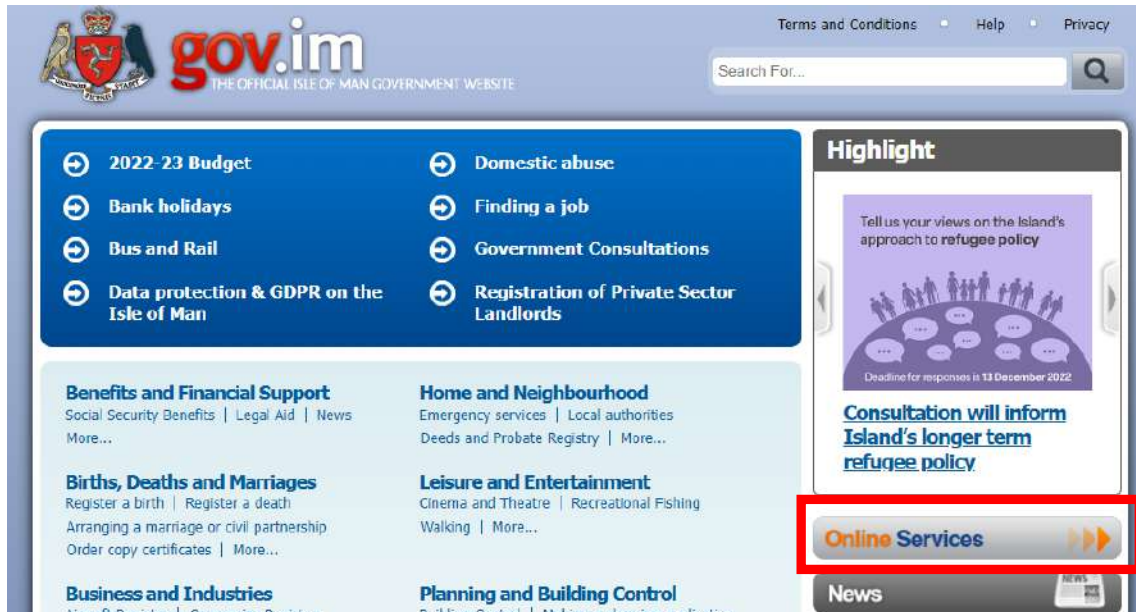 Terms and Conditions Help Privacy
gov.im
THE OFFICIAL ISLE OF MAN GOVERNMENT WEBSITE
Search For...
2022-23 Budget
Bank holidays
Bus and Rail
Data protection & GDPR on the
Isle of Man
Domestic abuse
Finding a job
Government Consultations
Registration of Private Sector
Landlords
Highlight
Tell us your views on the Island's
approach to refugee policy
Deadline for responses is 13 December 2022
Consultation will inform
Island's longer term
refugee policy
Online Services
News
NEWS
Benefits and Financial Support
Social Security Benefits | Legal Aid | News
More...
Births, Deaths and Marriages
Register a birth | Register a death
Arranging a marriage or civil partnership
Order copy certificates | More...
Business and Industries
Home and Neighbourhood
Emergency services | Local authorities
Deeds and Probate Registry | More...
Leisure and Entertainment
Cinema and Theatre | Recreational Fishing
Walking | More...
Planning and Building Control